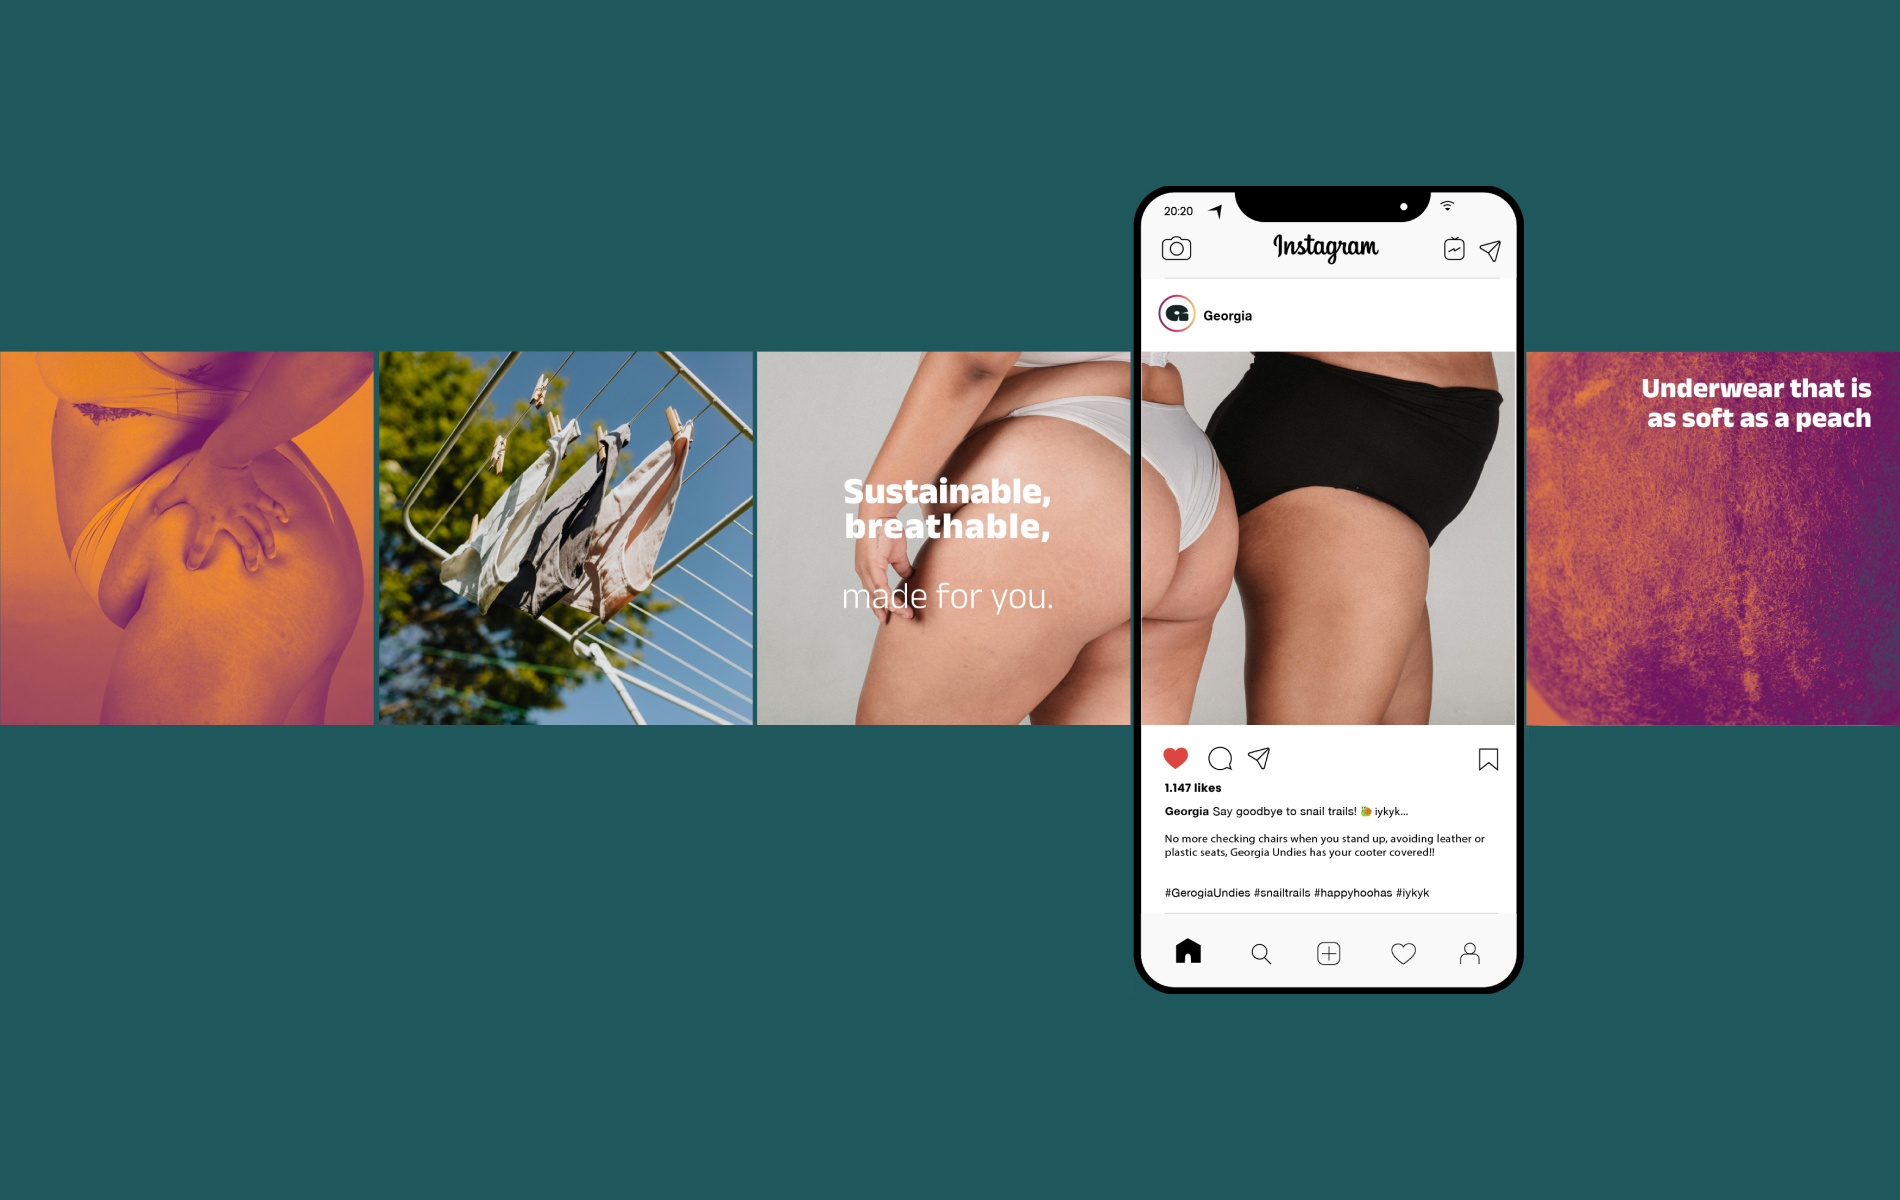 20:20
Instagram
Georgia
Sustainable,
breathable,
made for you.
Underwear that is
as soft as a peach
1.147 likes
Georgia Say goodbye to snail trails! 🐌 iykyk...
No more checking chairs when you stand up, avoiding leather or
plastic seats, Georgia Undies has your cooter covered!!
#GerogiaUndies #snailtrails #happyhoohas #iykyk